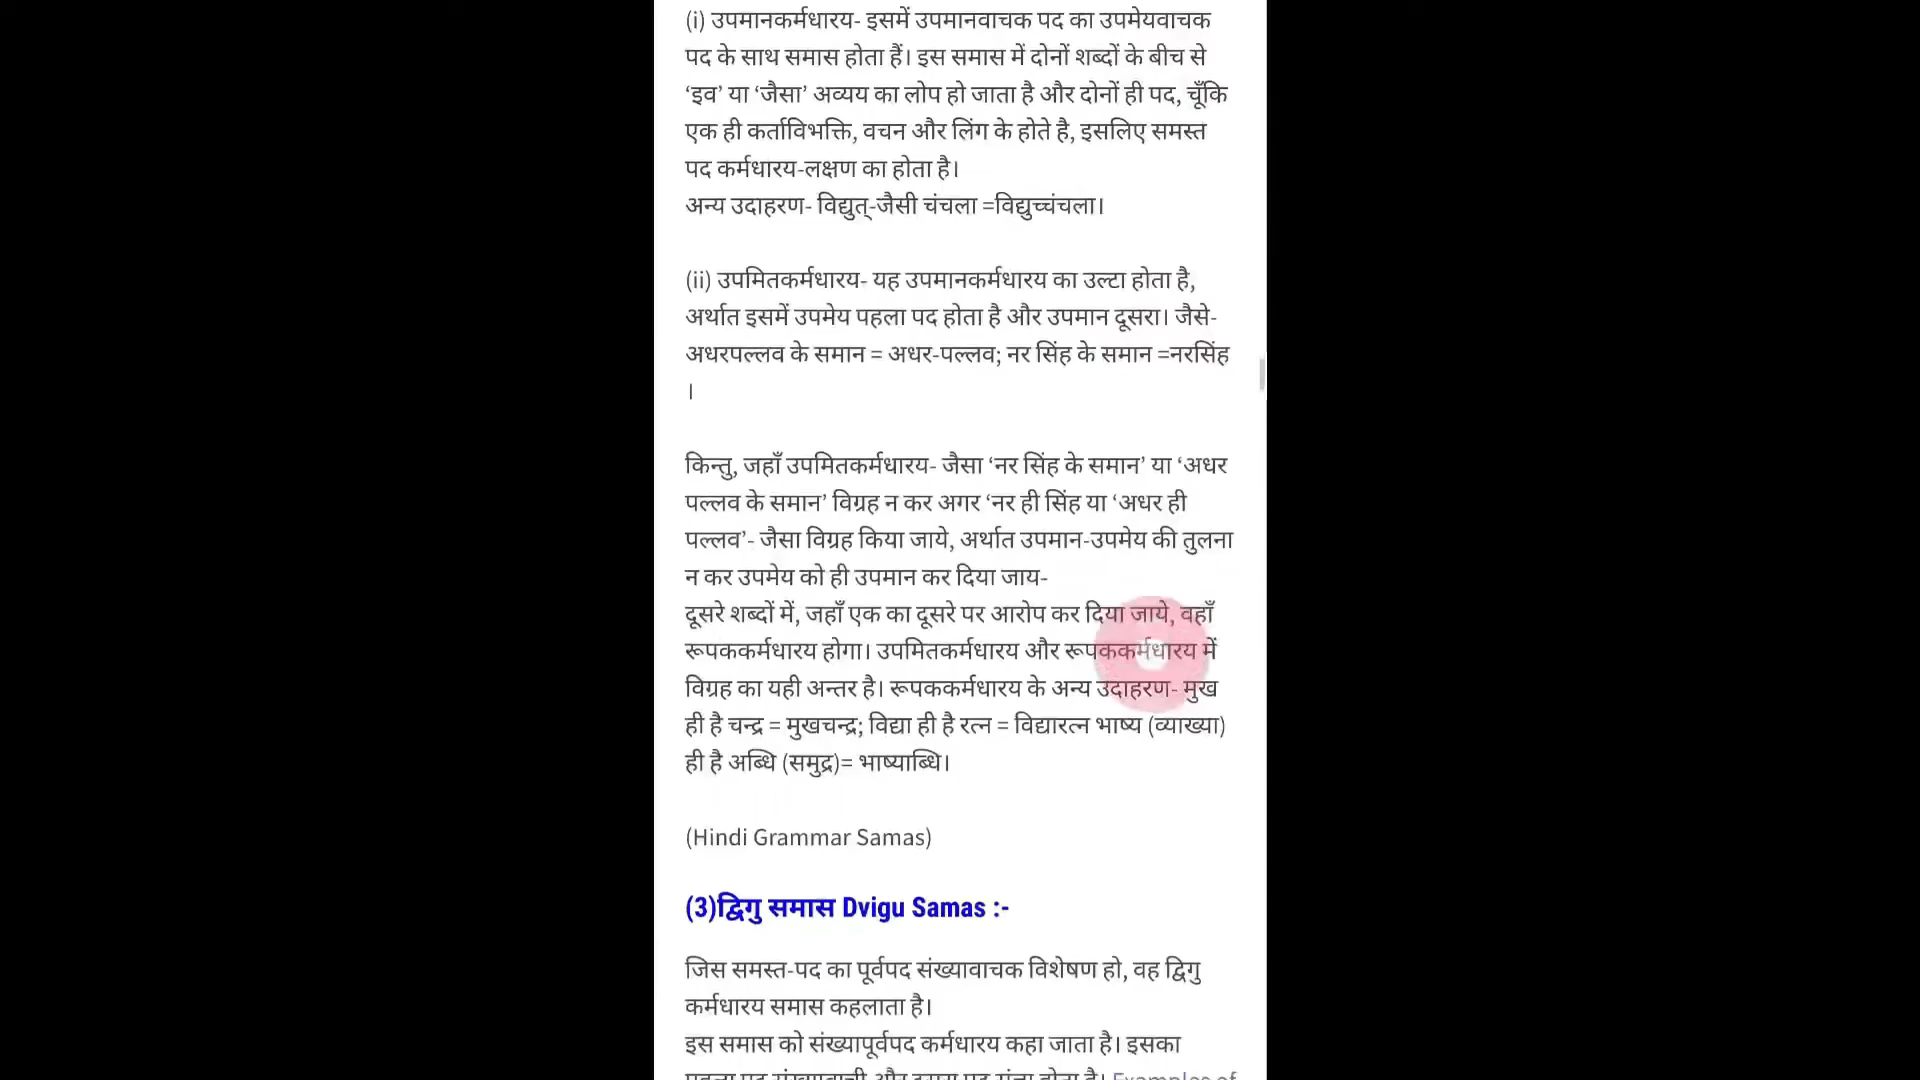 (i) उपमानकर्मधारय- इसमें उपमानवाचक पद का उपमेयवाचक
पद के साथ समास होता हैं। इस समास में दोनों शब्दों के बीच से
‘इव’ या ‘जैसा’ अव्यय का लोप हो जाता है और दोनों ही पद, चूँकि
एक ही कर्ताविभक्ति, वचन और लिंग के होते है, इसलिए समस्त
पद कर्मधारय-लक्षण का होता है।
अन्य उदाहरण- विद्युत्-जैसी चंचला =विद्युच्चंचला।
(ii) उपमितकर्मधारय- यह उपमानकर्मधारय का उल्टा होता है,
अर्थात इसमें उपमेय पहला पद होता है और उपमान दूसरा। जैसे-
अधरपल्लव के समान = अधर-पल्लव; नर सिंह के समान =नरसिंह
।
किन्तु, जहाँ उपमितकर्मधारय- जैसा ‘नर सिंह के समान’ या ‘अधर
पल्लव के समान’ विग्रह न कर अगर ‘नर ही सिंह या ‘अधर ही
पल्लव’- जैसा विग्रह किया जाये, अर्थात उपमान-उपमेय की तुलना
न कर उपमेय को ही उपमान कर दिया जाय-
दूसरे शब्दों में, जहाँ एक का दूसरे पर आरोप कर दिया जाये, वहाँ
रूपककर्मधारय होगा। उपमितकर्मधारय और रूपककर्मधारय में
विग्रह का यही अन्तर है। रूपककर्मधारय के अन्य उदाहरण- मुख
ही है चन्द्र = मुखचन्द्र; विद्या ही है रत्न = विद्यारत्न भाष्य (व्याख्या)
ही है अब्धि (समुद्र)= भाष्याब्धि।
(Hindi Grammar Samas)
(3)द्विगु समास Dvigu Samas :-
जिस समस्त-पद का पूर्वपद संख्यावाचक विशेषण हो, वह द्विगु
कर्मधारय समास कहलाता है।
इस समास को संख्यापूर्वपद कर्मधारय कहा जाता है। इसका
पहला पद संख्यावाची और दूसरा पद संज्ञा होता है। Examples of